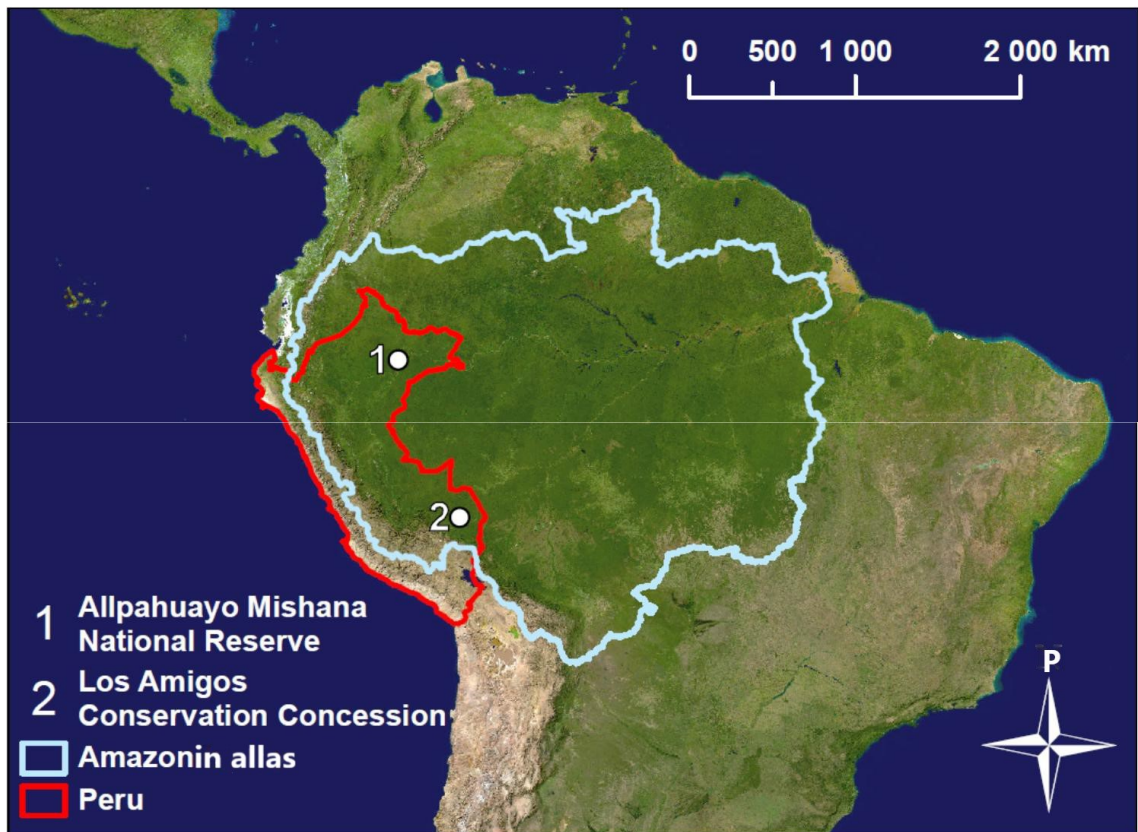 0 500 1 000 2 000 km
1
2
1 Allpahuayo Mishana
National Reserve
2 Los Amigos
Conservation Concession
Amazonin allas
Peru
P